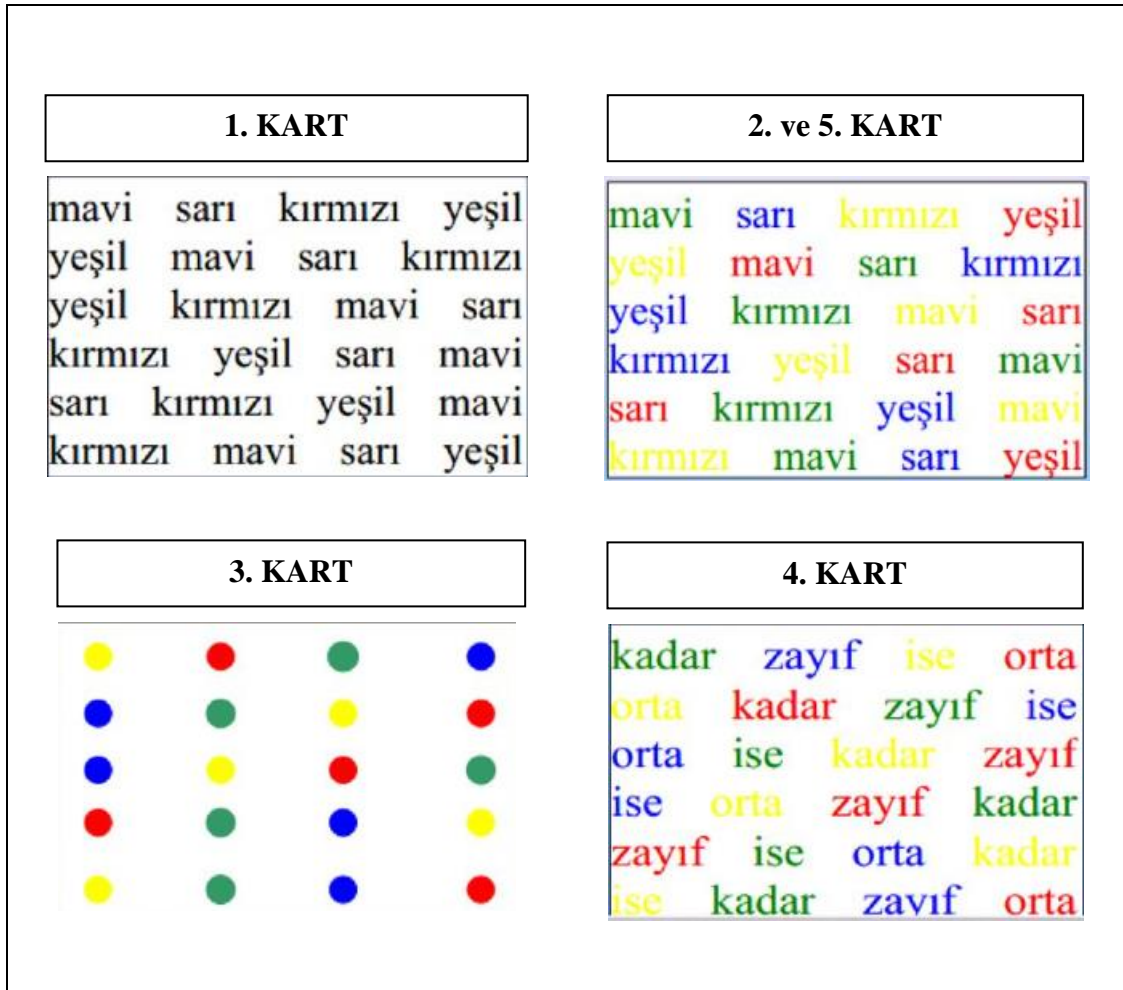 1. KART
mavi sarı kırmızı yeşil
yeşil mavi sarı kırmızı
yeşil kırmızı mavi sarı
kırmızı yeşil sarı mavi
sarı kırmızı yeşil mavi
kırmızı mavi sarı yeşil
2. ve 5. KART
mavi sarı kırmızı yeşil
yeşil mavi sarı kırmızı
yeşil kırmızı mavi sarı
kırmızı yeşil sarı mavi
sarı kırmızı yeşil mavi
kırmızı mavi sarı yeşil
3. KART
4. KART
kadar zayıf ise orta
orta kadar zayıf ise
orta ise kadar zayıf
ise orta zayıf kadar
zayıf ise orta kadar
ise kadar zayıf orta